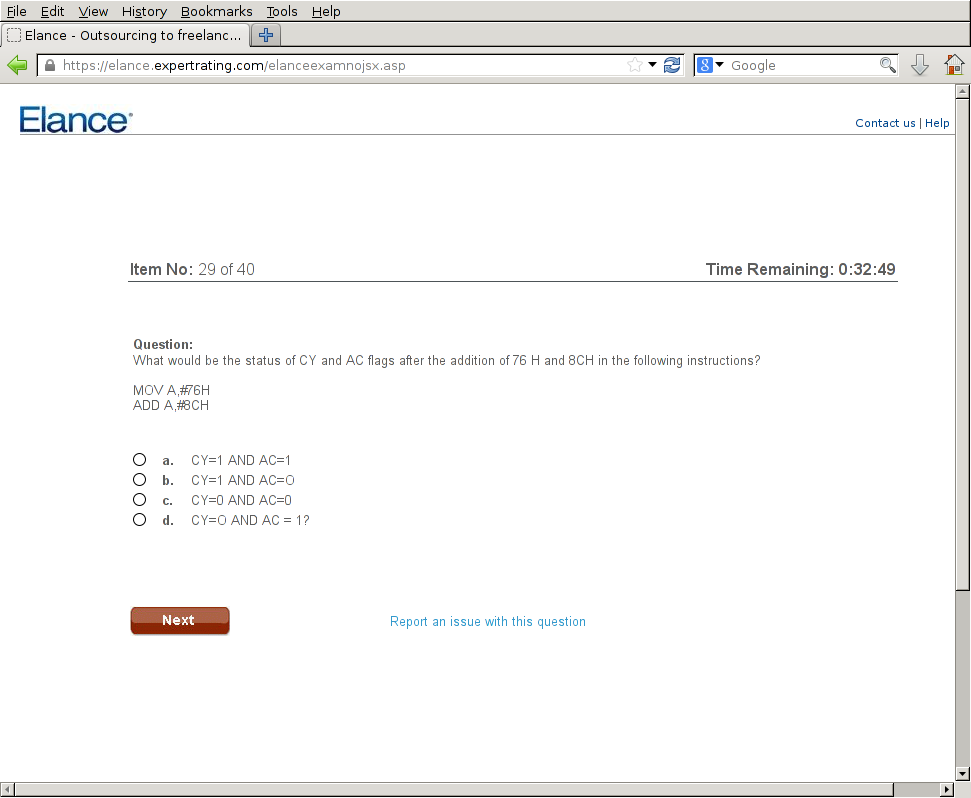 File Edit View History Bookmarks Tools Help
Elance - Outsourcing to freelanc...
https://elance.expertrating.com/elanceexamnojsx.asp
8
Google
Elance
Contact us | Help
Item No: 29 of 40
Time Remaining: 0:32:49
Question:
What would be the status of CY and AC flags after the addition of 76 H and 8CH in the following instructions?
MOV A,#76H
ADD A,#8CH
a. CY=1 AND AC=1
b. CY=1 AND AC=O
c. CY=0 AND AC=0
d. CY=O AND AC = 1?
Next
Report an issue with this question